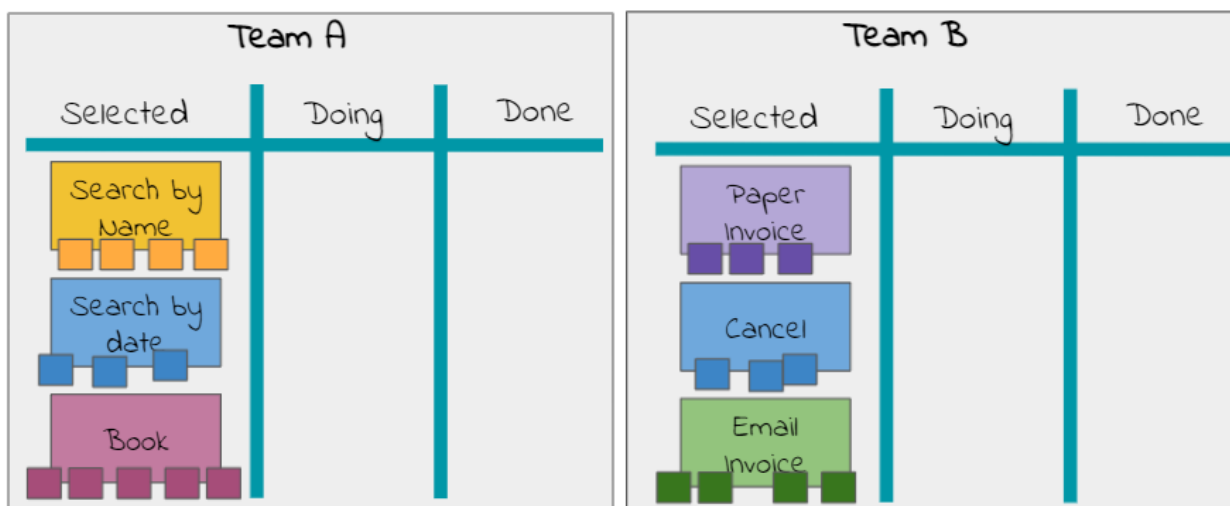 Team A
Selected Doing Done
Search by
Name
Search by
date
Book
Team B
Selected Doing Done
Paper
Invoice
Cancel
Email
Invoice